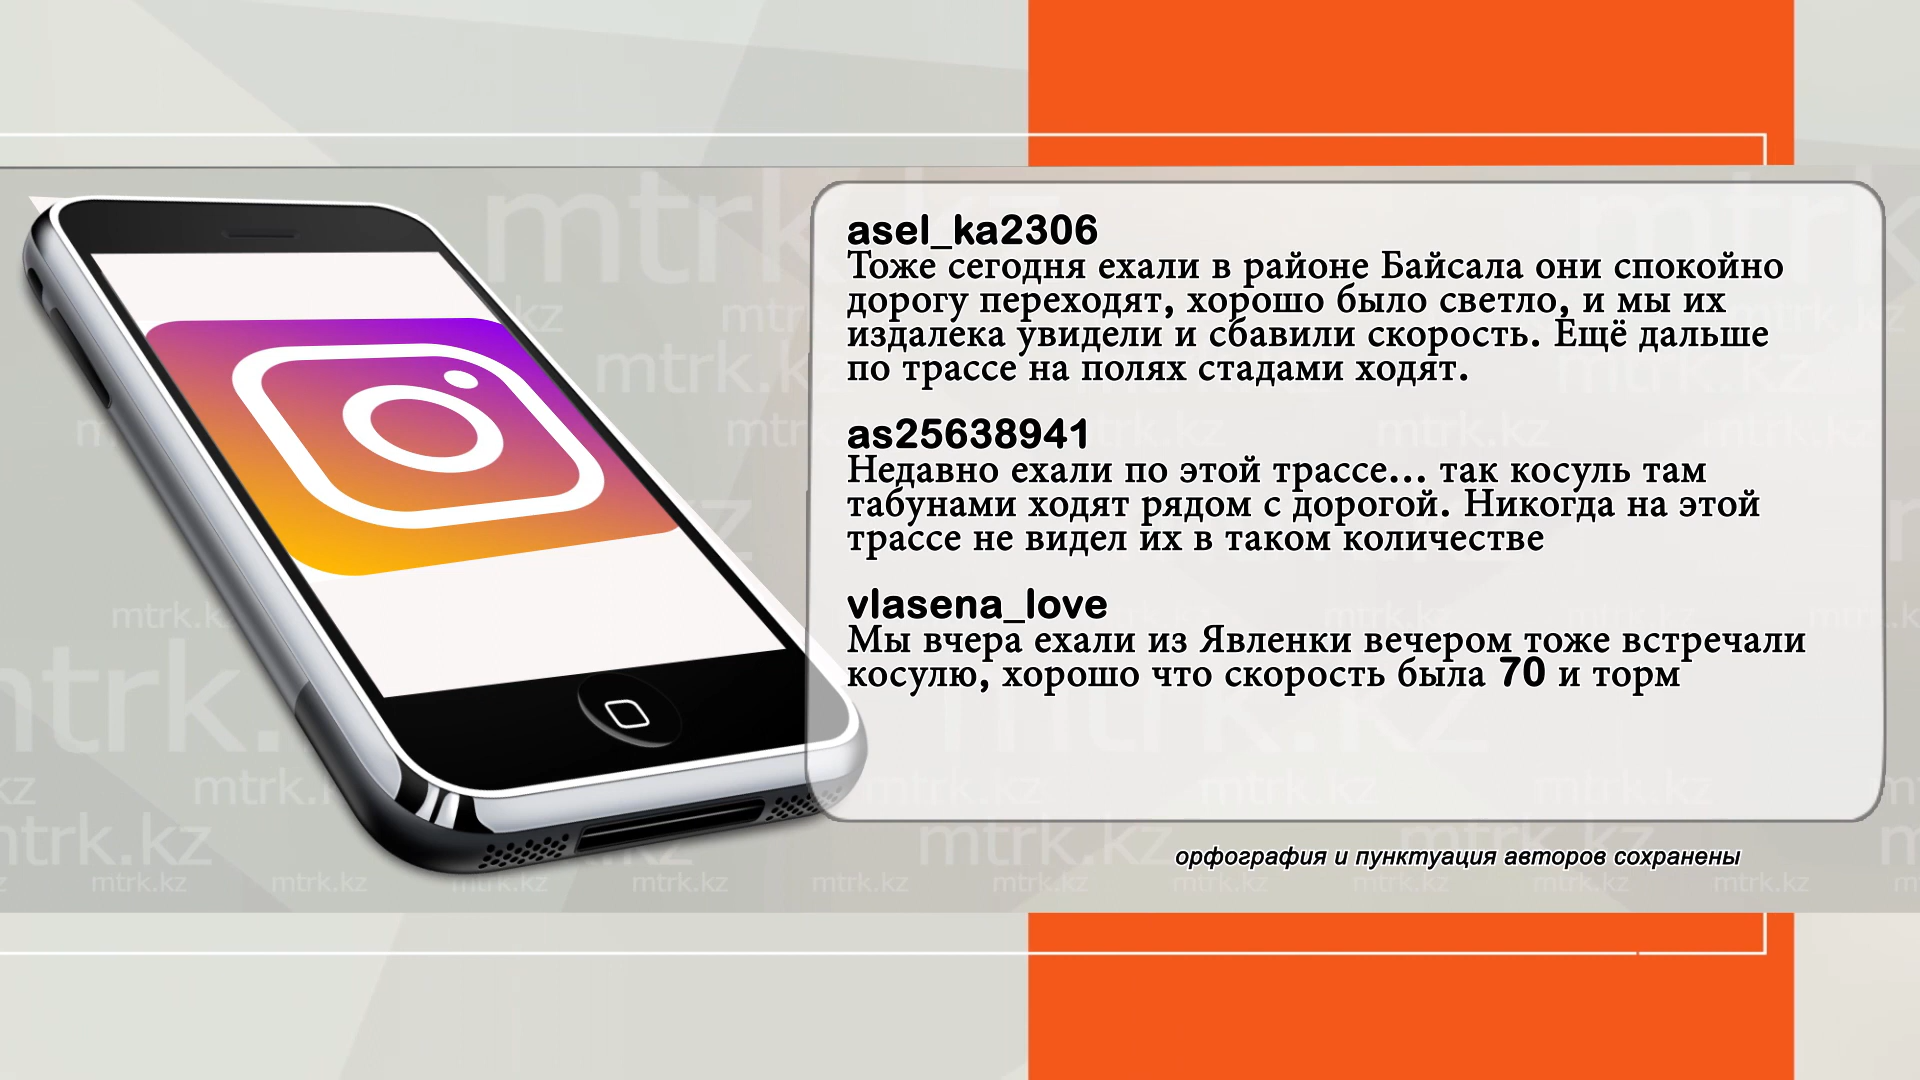 asel_ka2306
Тоже сегодня ехали в районе Байсала они спокойно
дорогу переходят, хорошо было светло, и мы их
издалека увидели и сбавили скорость. Ещё дальше
по трассе на полях стадами ходят.
as25638941
Недавно ехали по этой трассе... так косуль там
табунами ходят рядом с дорогой. Никогда на этой
трассе не видел их в таком количестве
vlasena_love
Мы вчера ехали из Явленки вечером тоже встречали
косулю, хорошо что скорость была 70 и торм
орфография и пунктуация авторов сохранены
mtrk.kz